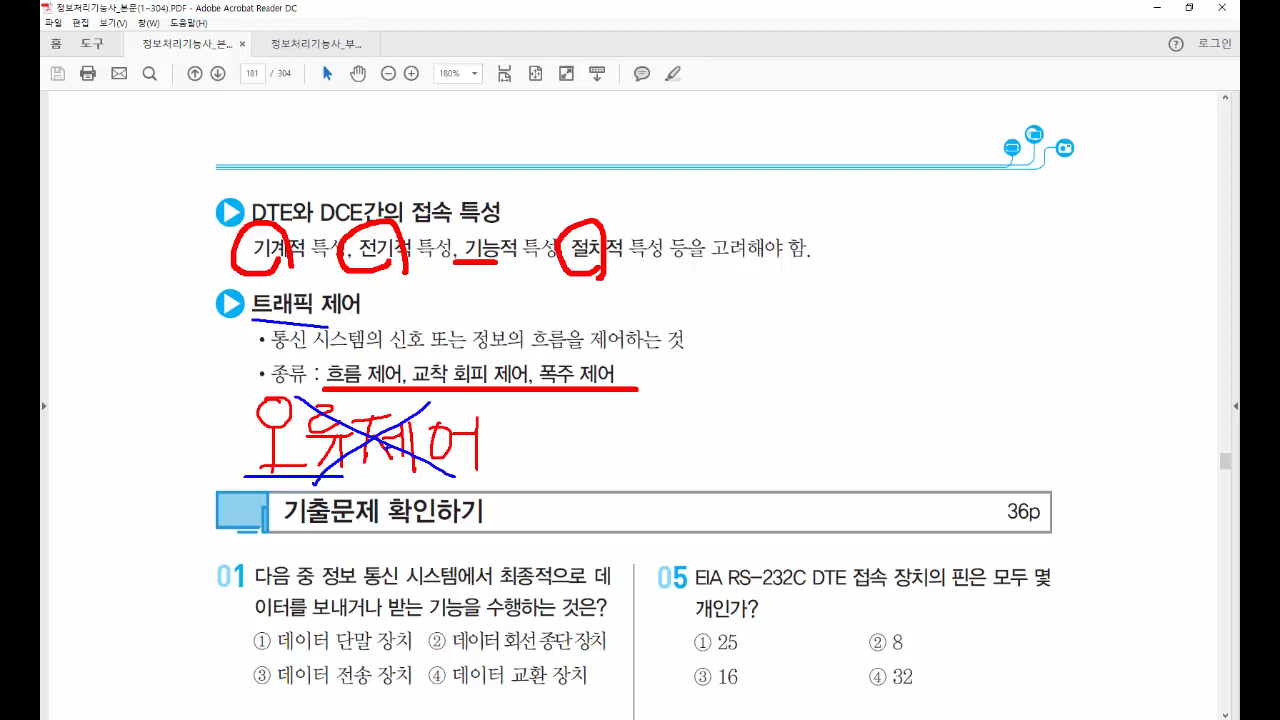 정보처리기능사_본문(1~304).PDF - Adobe Acrobat Reader DC
파일 편집 보기(V) 창(W) 도움말(H)
홈 도구 정보처리기능사_본... × 정보처리기능사_부... ? 로그인
181 / 304 180%
DTE와 DCE간의 접속 특성
기계적 특성, 전기적 특성, 기능적 특성, 절차적 특성 등을 고려해야 함.
트래픽 제어
• 통신 시스템의 신호 또는 정보의 흐름을 제어하는 것
• 종류 : 흐름 제어, 교착 회피 제어, 폭주 제어
오류제어
기출문제 확인하기 36p
01 다음 중 정보 통신 시스템에서 최종적으로 데
이터를 보내거나 받는 기능을 수행하는 것은?
① 데이터 단말 장치 ② 데이터 회선 종단 장치
③ 데이터 전송 장치 ④ 데이터 교환 장치
05 EIA RS-232C DTE 접속 장치의 핀은 모두 몇
개인가?
① 25 ② 8
③ 16 ④ 32